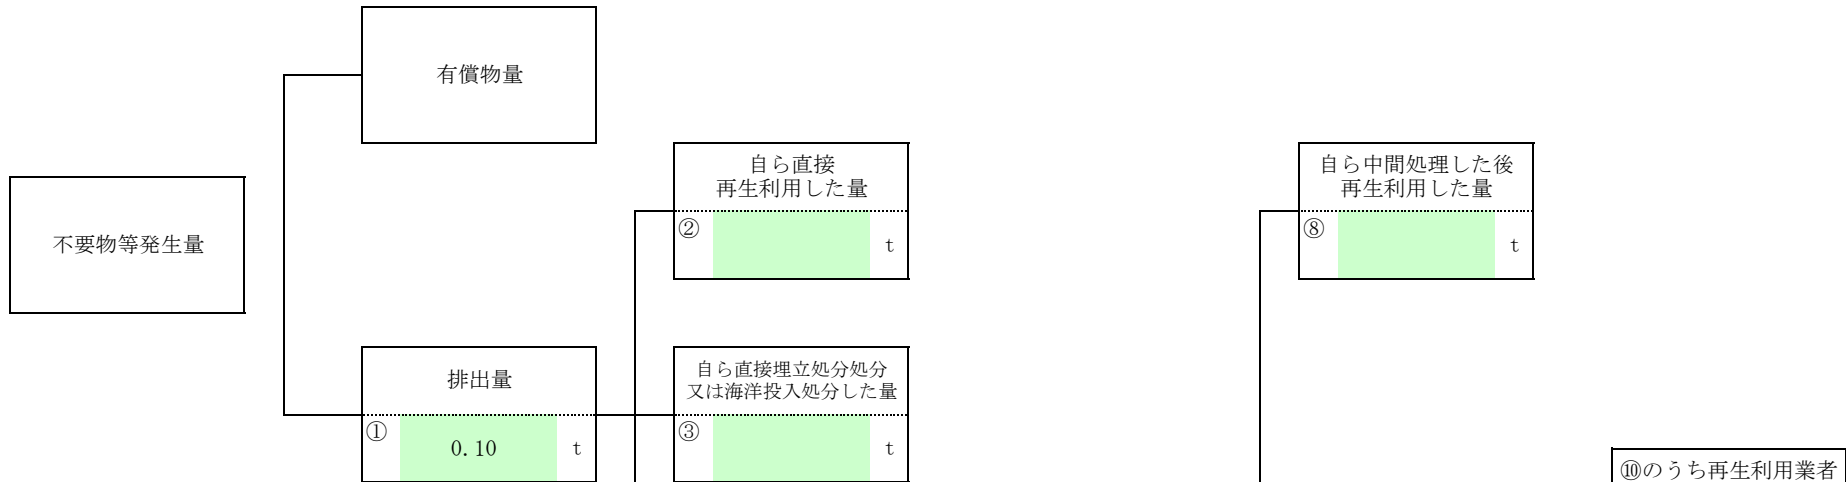 有償物量
不要物等発生量
自ら直接
再生利用した量
② t
自ら中間処理した後
再生利用した量
⑧ t
排出量
① 0.10 t
自ら直接埋立処分処分
又は海洋投入処分した量
③ t
⑩のうち再生利用業者